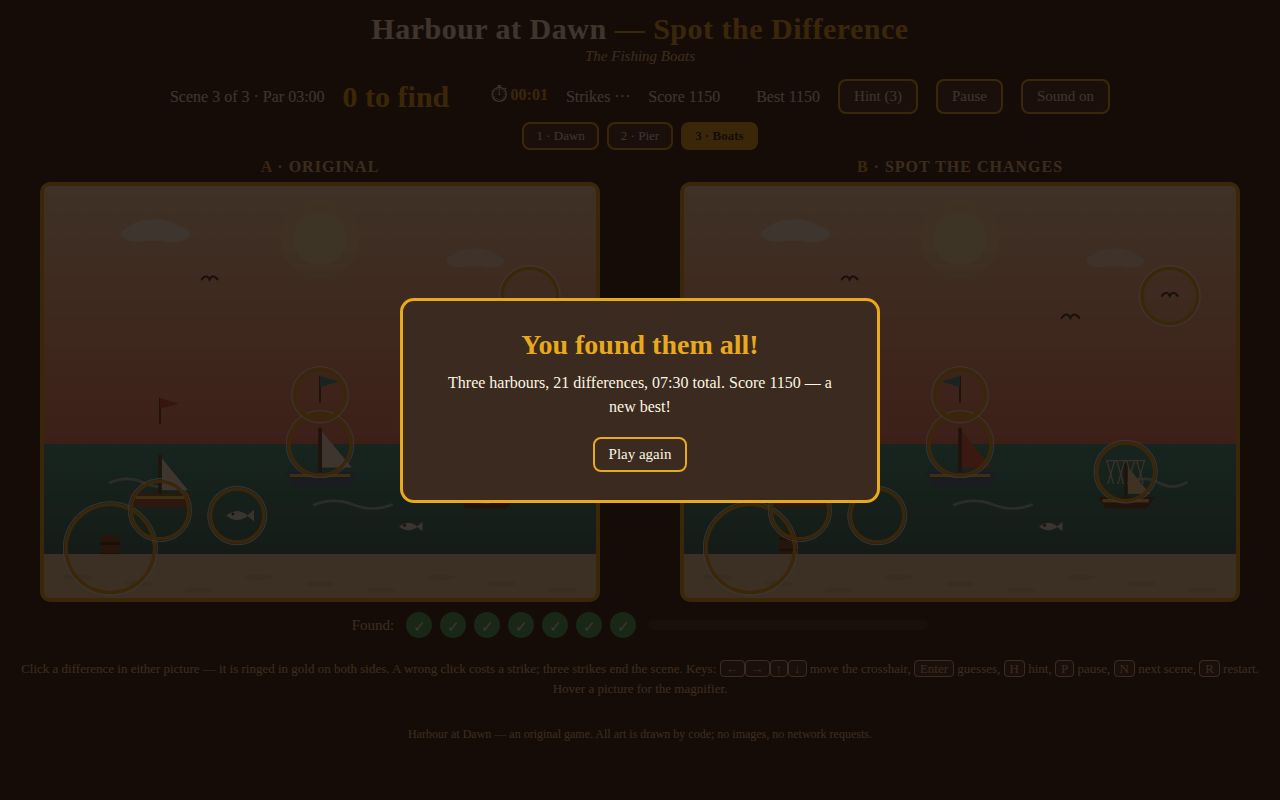 Harbour at Dawn — Spot the Difference
The Fishing Boats
Scene 3 of 3 · Par 03:00 0 to find ⏱ 00:01 Strikes ··· Score 1150 Best 1150 Hint (3) Pause Sound on
1 · Dawn 2 · Pier 3 · Boats
A · ORIGINAL B · SPOT THE CHANGES
You found them all!
Three harbours, 21 differences, 07:30 total. Score 1150 — a
new best!
Play again
Found: ✓ ✓ ✓ ✓ ✓ ✓ ✓
Click a difference in either picture — it is ringed in gold on both sides. A wrong click costs a strike; three strikes end the scene. Keys: ← → ↑ ↓ move the crosshair, Enter guesses, H hint, P pause, N next scene, R restart.
Hover a picture for the magnifier.
Harbour at Dawn — an original game. All art is drawn by code; no images, no network requests.